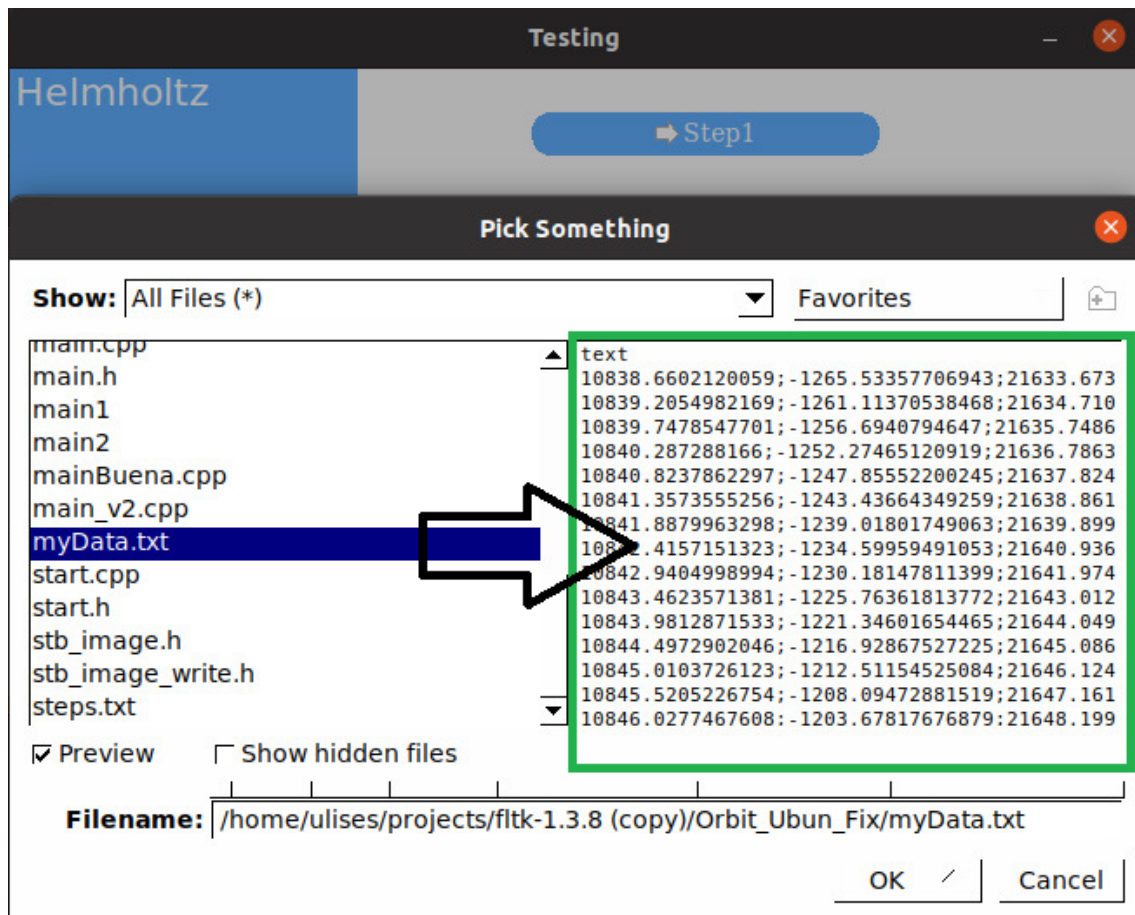 Testing
Helmholtz
Step1
Pick Something
Show: All Files (*) Favorites
main.cpp
main.h
main1
main2
mainBuena.cpp
main_v2.cpp
myData.txt
start.cpp
start.h
stb_image.h
stb_image_write.h
steps.txt
text
10838.6602120059;-1265.53357706943;21633.673
10839.2054982169;-1261.11370538468;21634.710
10839.7478547701;-1256.6940794647;21635.7486
10840.287288166;-1252.27465120919;21636.7863
10840.8237862297;-1247.85552200245;21637.824
10841.3573555256;-1243.43664349259;21638.861
10841.8879963298;-1239.01801749063;21639.899
10842.4157151323;-1234.59959491053;21640.936
10842.9404998994;-1230.18147811399;21641.974
10843.4623571381;-1225.76361813772;21643.012
10843.9812871533;-1221.34601654465;21644.049
10844.4972902046;-1216.92867527225;21645.086
10845.0103726123;-1212.51154525084;21646.124
10845.5205226754;-1208.09472881519;21647.161
10846.0277467608;-1203.67817676879;21648.199
Preview Show hidden files
Filename: /home/ulises/projects/fltk-1.3.8 (copy)/Orbit_Ubun_Fix/myData.txt
OK Cancel